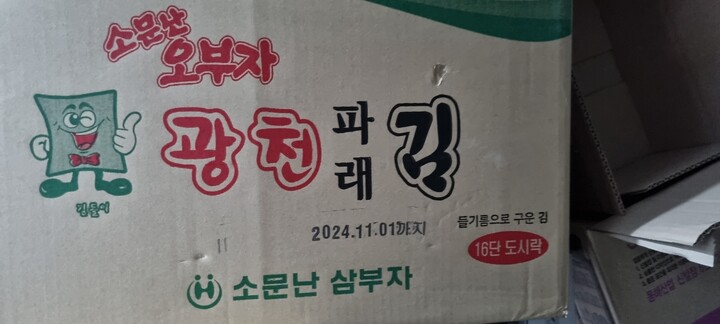 소문난
오부자
광천
파래
김
김돌이
2024.11.01까지
들기름으로 구운 김
16단 도시락
소문난 삼부자